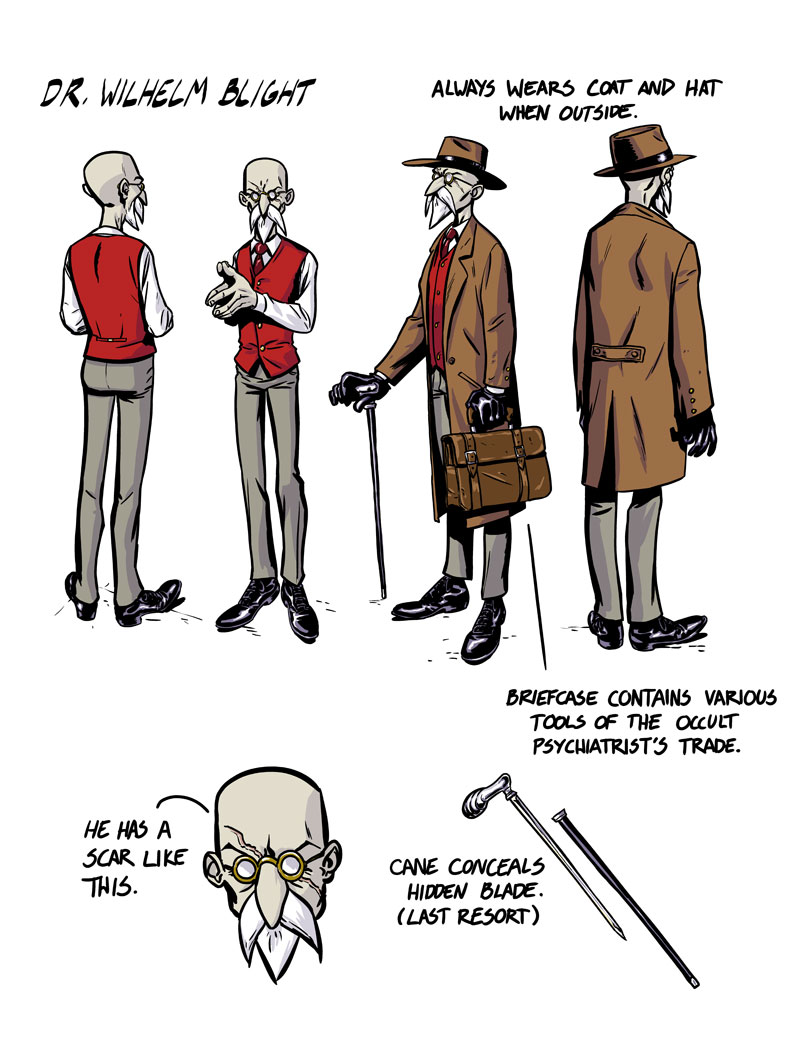 DR. WILHELM BLIGHT
ALWAYS WEARS COAT AND HAT
WHEN OUTSIDE.
BRIEFCASE CONTAINS VARIOUS
TOOLS OF THE OCCULT
PSYCHIATRIST'S TRADE.
HE HAS A
SCAR LIKE
THIS.
CANE CONCEALS
HIDDEN BLADE.
(LAST RESORT)